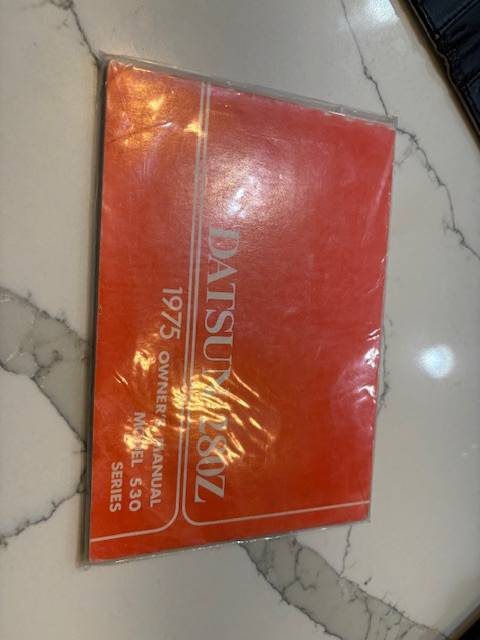 DATSUN 280Z
1975 OWNER'S MANUAL
MODEL S30
SERIES